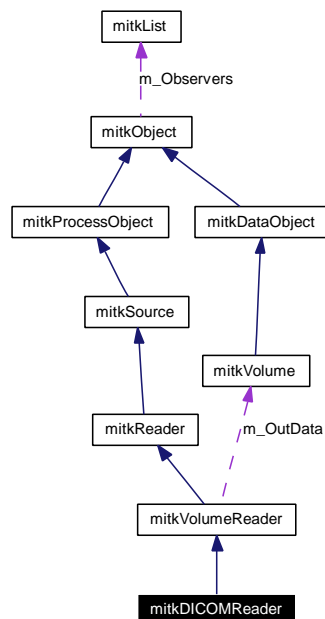 mitkList
m_Observers
mitkObject
mitkProcessObject
mitkDataObject
mitkSource
mitkVolume
mitkReader
m_OutData
mitkVolumeReader
mitkDICOMReader